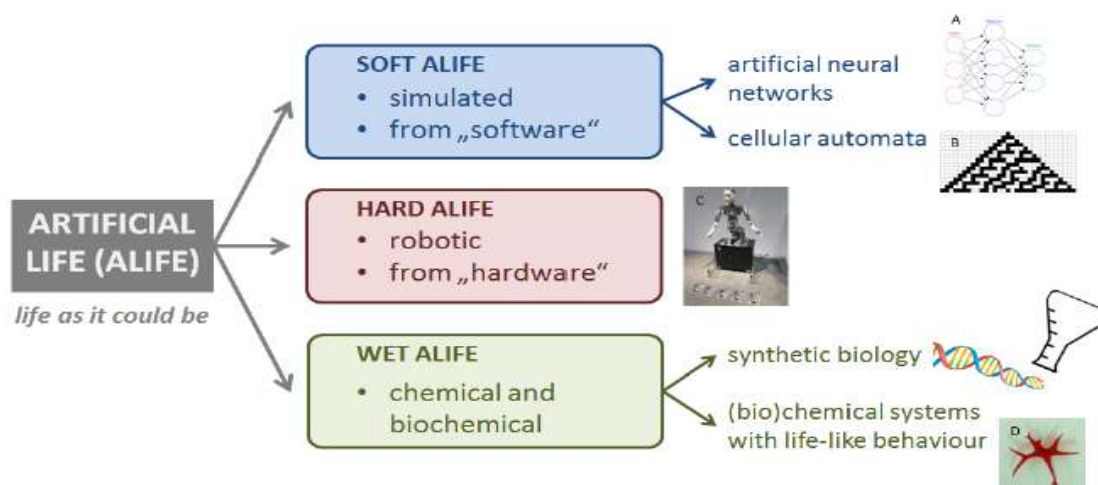 ARTIFICIAL
LIFE (ALIFE)
life as it could be
SOFT ALIFE
• simulated
• from „software“
artificial neural
networks
A
cellular automata
B
HARD ALIFE
• robotic
• from „hardware“
C
WET ALIFE
• chemical and
biochemical
synthetic biology
(bio)chemical systems
with life-like behaviour
D